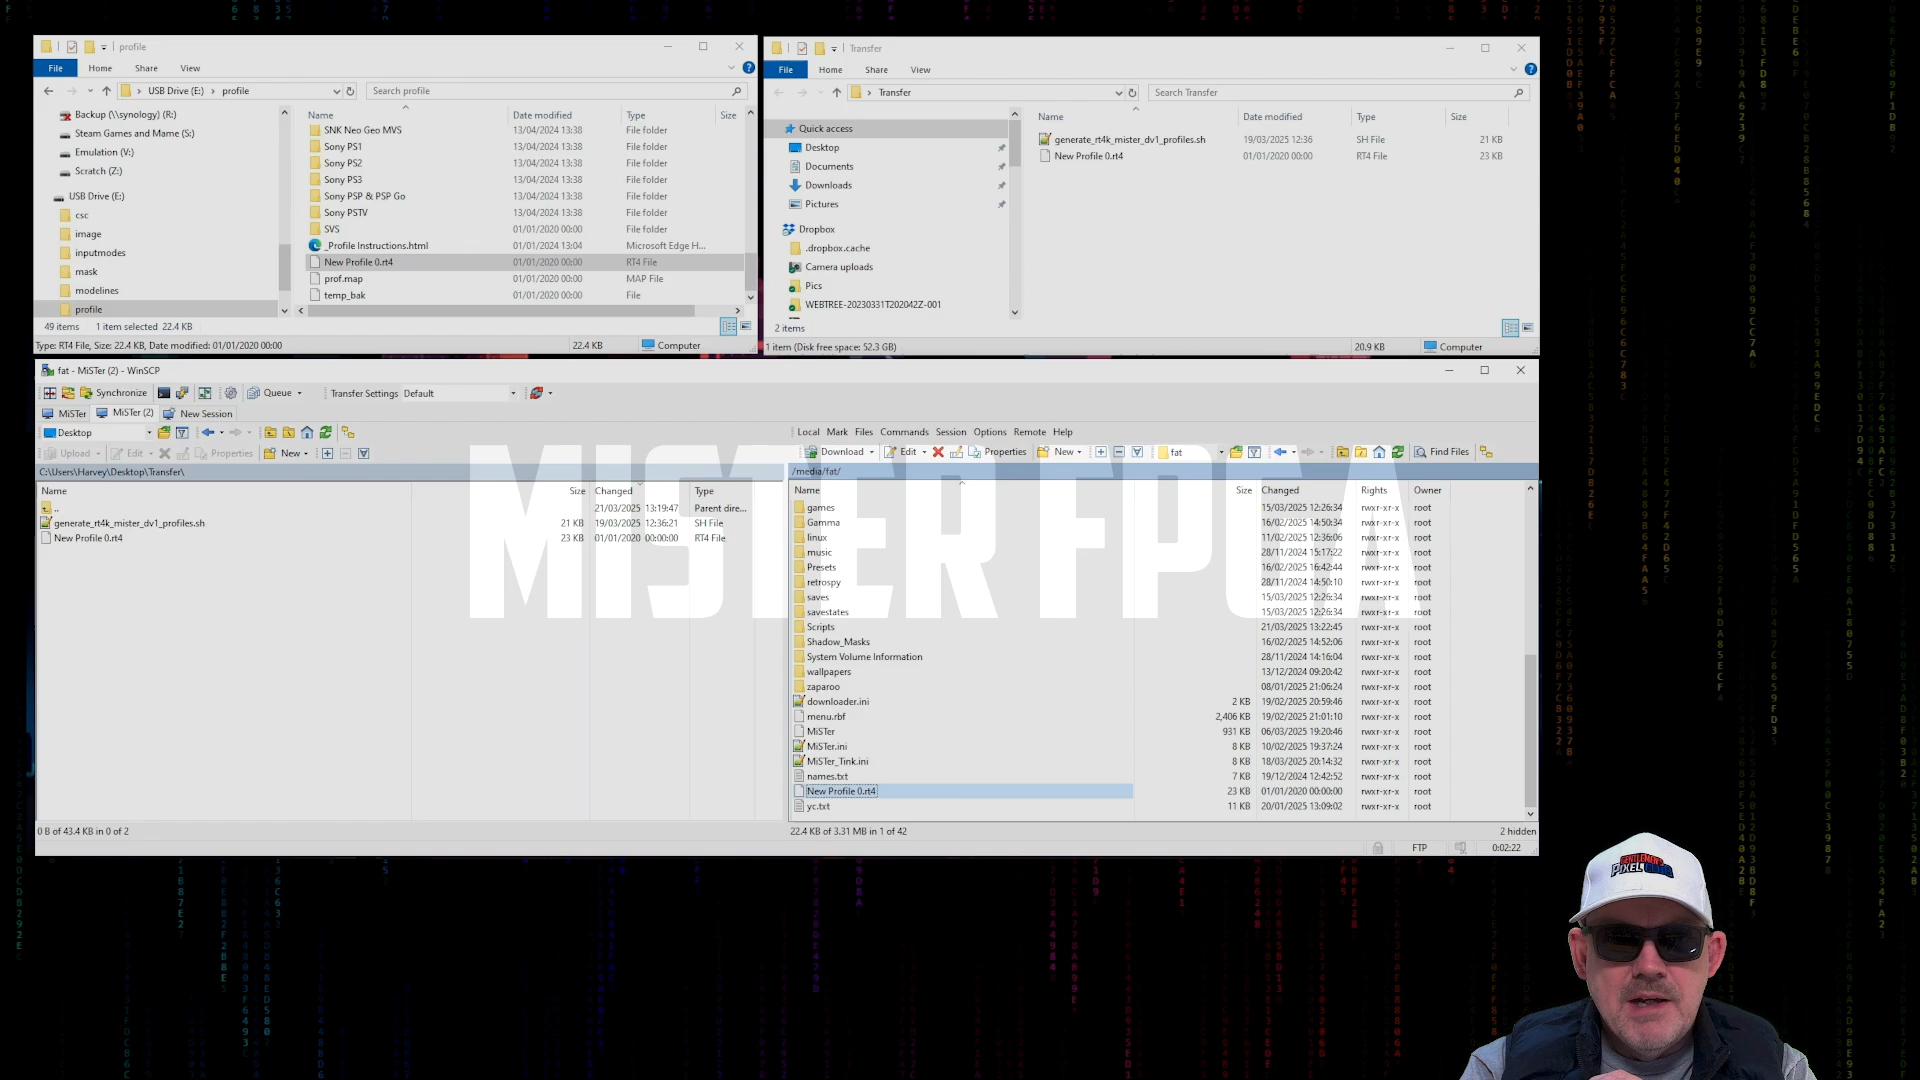 profile
File Home Share View
USB Drive (E:) profile
Search profile
Backup (\\synology) (R:)
Steam Games and Mame (S:)
Emulation (V:)
Scratch (Z:)
USB Drive (E:)
csc
image
inputmodes
mask
modelines
profile
Name Date modified Type Size
SNK Neo Geo MVS 13/04/2024 13:38 File folder
Sony PS1 13/04/2024 13:38 File folder
Sony PS2 13/04/2024 13:38 File folder
Sony PS3 13/04/2024 13:38 File folder
Sony PSP & PSP Go 13/04/2024 13:38 File folder
Sony PSTV 13/04/2024 13:38 File folder
SVS 01/01/2020 00:00 File folder
_Profile Instructions.html 01/01/2024 13:04 Microsoft Edge H...
New Profile 0.rt4 01/01/2020 00:00 RT4 File
prof.map 01/01/2020 00:00 MAP File
temp_bak 01/01/2020 00:00 File
49 items 1 item selected 22.4 KB
Type: RT4 File, Size: 22.4 KB, Date modified: 01/01/2020 00:00 22.4 KB Computer
Transfer
File Home Share View
Transfer
Search Transfer
Quick access
Desktop
Documents
Downloads
Pictures
Dropbox
.dropbox.cache
Camera uploads
Pics
WEBTREE-20230331T202042Z-001
Name Date modified Type Size
generate_rt4k_mister_dv1_profiles.sh 19/03/2025 12:36 SH File 21 KB
New Profile 0.rt4 01/01/2020 00:00 RT4 File 23 KB
2 items
1 item (Disk free space: 52.3 GB) 20.9 KB Computer
fat - MiSTer (2) - WinSCP
Synchronize Queue Transfer Settings Default
MiSTer MiSTer (2) New Session
Desktop
Upload Edit Properties New
C:\Users\Harvey\Desktop\Transfer\
Name Size Changed Type
.. 21/03/2025 13:19:47 Parent dire...
generate_rt4k_mister_dv1_profiles.sh 21 KB 19/03/2025 12:36:21 SH File
New Profile 0.rt4 23 KB 01/01/2020 00:00:00 RT4 File
0 B of 43.4 KB in 0 of 2
Local Mark Files Commands Session Options Remote Help
Download Edit Properties New fat Find Files
/media/fat/
Name Size Changed Rights Owner
games 15/03/2025 12:26:34 rwxr-xr-x root
Gamma 16/02/2025 14:50:34 rwxr-xr-x root
linux 11/02/2025 12:36:06 rwxr-xr-x root
music 28/11/2024 15:17:22 rwxr-xr-x root
Presets 16/02/2025 16:42:44 rwxr-xr-x root
retrospy 28/11/2024 14:50:10 rwxr-xr-x root
saves 15/03/2025 12:26:34 rwxr-xr-x root
savestates 15/03/2025 12:26:34 rwxr-xr-x root
Scripts 21/03/2025 13:22:45 rwxr-xr-x root
Shadow_Masks 16/02/2025 14:52:06 rwxr-xr-x root
System Volume Information 28/11/2024 14:16:04 rwxr-xr-x root
wallpapers 13/12/2024 09:20:42 rwxr-xr-x root
zaparoo 08/01/2025 21:06:24 rwxr-xr-x root
downloader.ini 2 KB 19/02/2025 20:59:46 rwxr-xr-x root
menu.rbf 2,406 KB 19/02/2025 21:01:10 rwxr-xr-x root
MiSTer 931 KB 06/03/2025 19:20:46 rwxr-xr-x root
MiSTer.ini 8 KB 10/02/2025 19:37:24 rwxr-xr-x root
MiSTer_Tink.ini 8 KB 18/03/2025 20:14:32 rwxr-xr-x root
names.txt 7 KB 19/12/2024 12:42:52 rwxr-xr-x root
New Profile 0.rt4 23 KB 01/01/2020 00:00:00 rwxr-xr-x root
yc.txt 11 KB 20/01/2025 13:09:02 rwxr-xr-x root
22.4 KB of 3.31 MB in 1 of 42 2 hidden
FTP 0:02:22
MISTER FPGA
GENTLEMEN'S
PIXEL CLUB